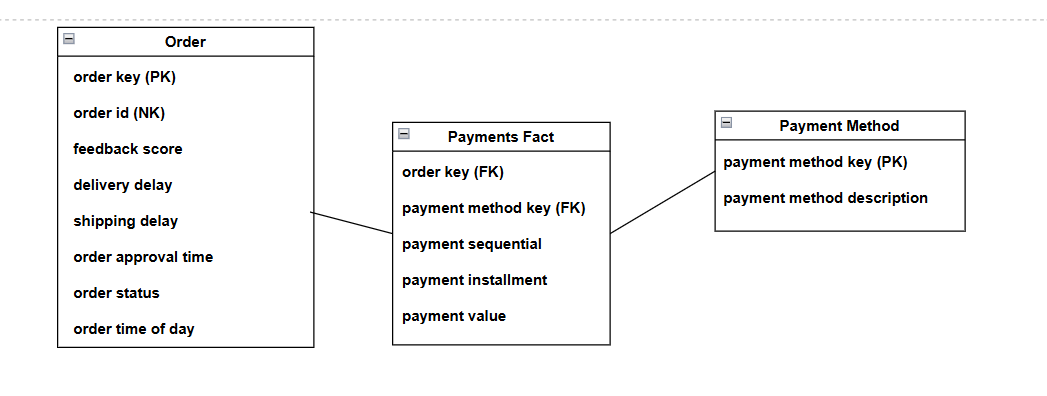 Order
order key (PK)
order id (NK)
feedback score
delivery delay
shipping delay
order approval time
order status
order time of day
Payments Fact
order key (FK)
payment method key (FK)
payment sequential
payment installment
payment value
Payment Method
payment method key (PK)
payment method description